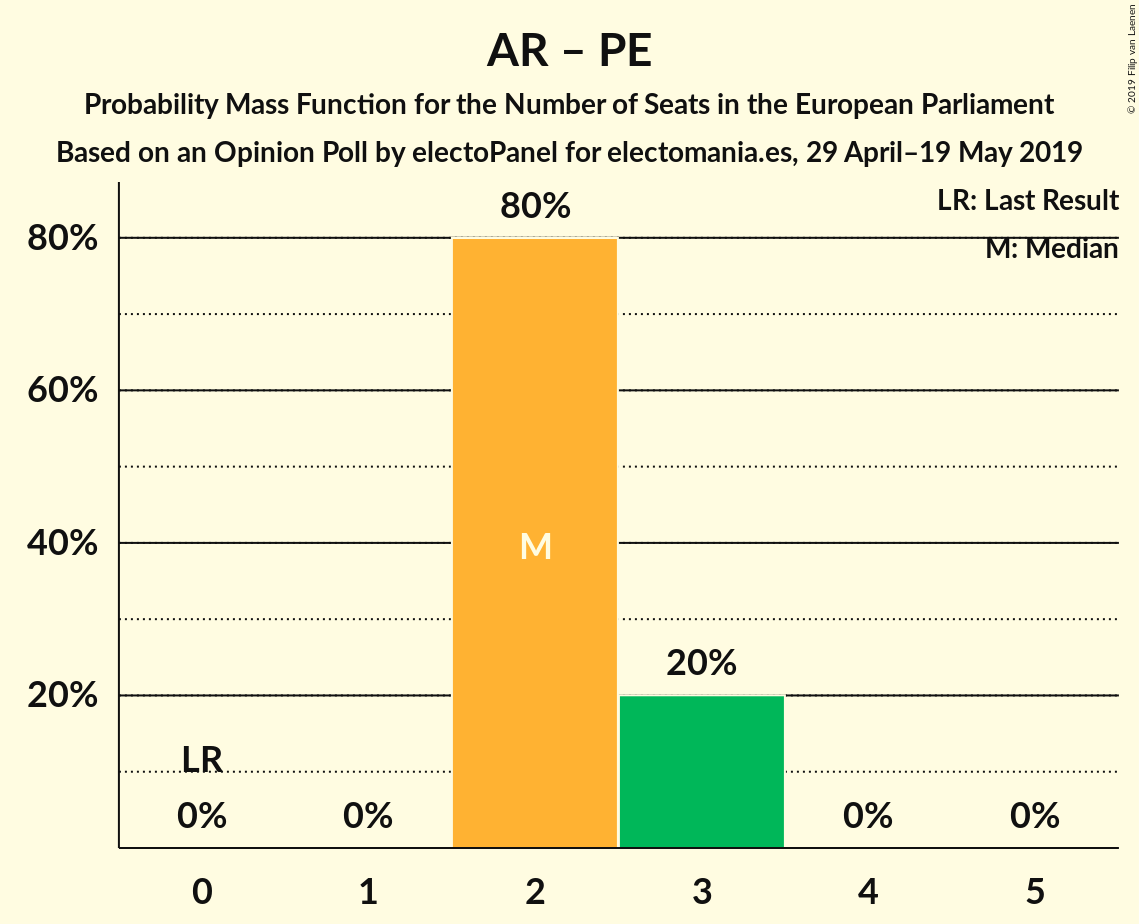 AR – PE
Probability Mass Function for the Number of Seats in the European Parliament
Based on an Opinion Poll by electoPanel for electomania.es, 29 April–19 May 2019
© 2019 Filip van Laenen
LR: Last Result
M: Median
80%
80%
60%
40%
20%
M
20%
LR
0%
0%
0%
0%
0
1
2
3
4
5